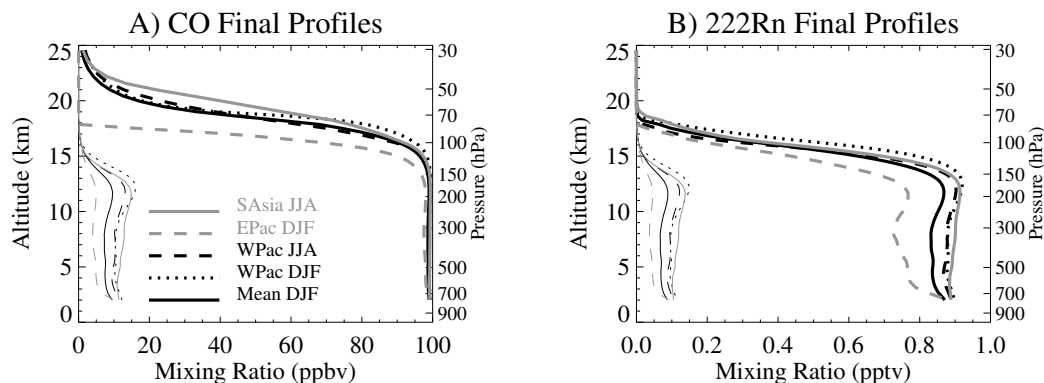 A) CO Final Profiles
25
20
15
10
5
0
Altitude (km)
30
50
70
100
150
200
300
500
700
900
Pressure (hPa)
SAsia JJA
EPac DJF
WPac JJA
WPac DJF
Mean DJF
0 20 40 60 80 100
Mixing Ratio (ppbv)
B) 222Rn Final Profiles
25
20
15
10
5
0
Altitude (km)
30
50
70
100
150
200
300
500
700
900
Pressure (hPa)
0.0 0.2 0.4 0.6 0.8 1.0
Mixing Ratio (pptv)